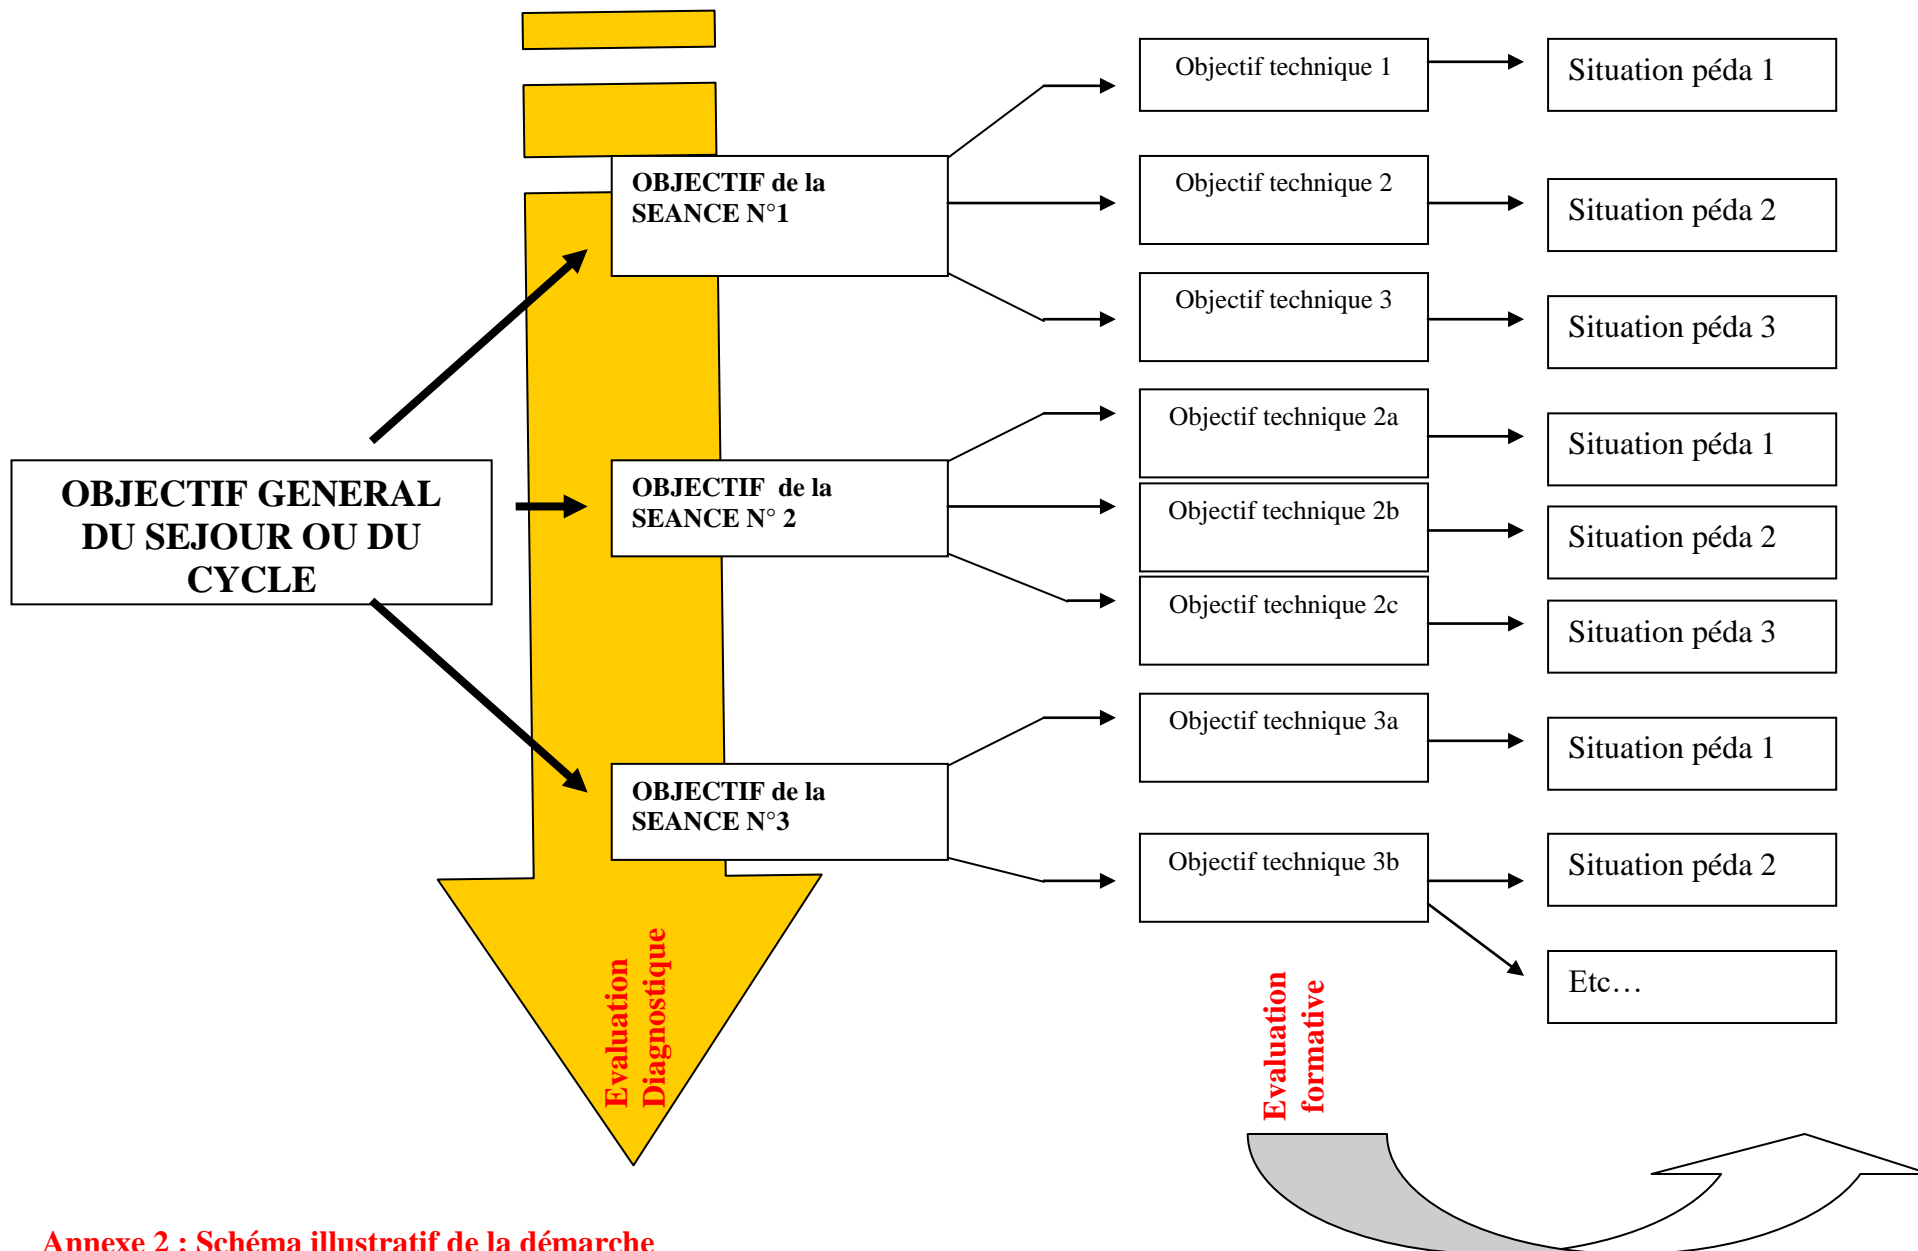 OBJECTIF GENERAL
DU SEJOUR OU DU
CYCLE
OBJECTIF de la
SEANCE N°1
Objectif technique 1
Situation péda 1
Objectif technique 2
Situation péda 2
Objectif technique 3
Situation péda 3
OBJECTIF  de la
SEANCE N° 2
Objectif technique 2a
Situation péda 1
Objectif technique 2b
Situation péda 2
Objectif technique 2c
Situation péda 3
OBJECTIF de la
SEANCE N°3
Objectif technique 3a
Situation péda 1
Objectif technique 3b
Situation péda 2
Etc…
Evaluation
Diagnostique
Evaluation
formative
Annexe 2 : Schéma illustratif de la démarche